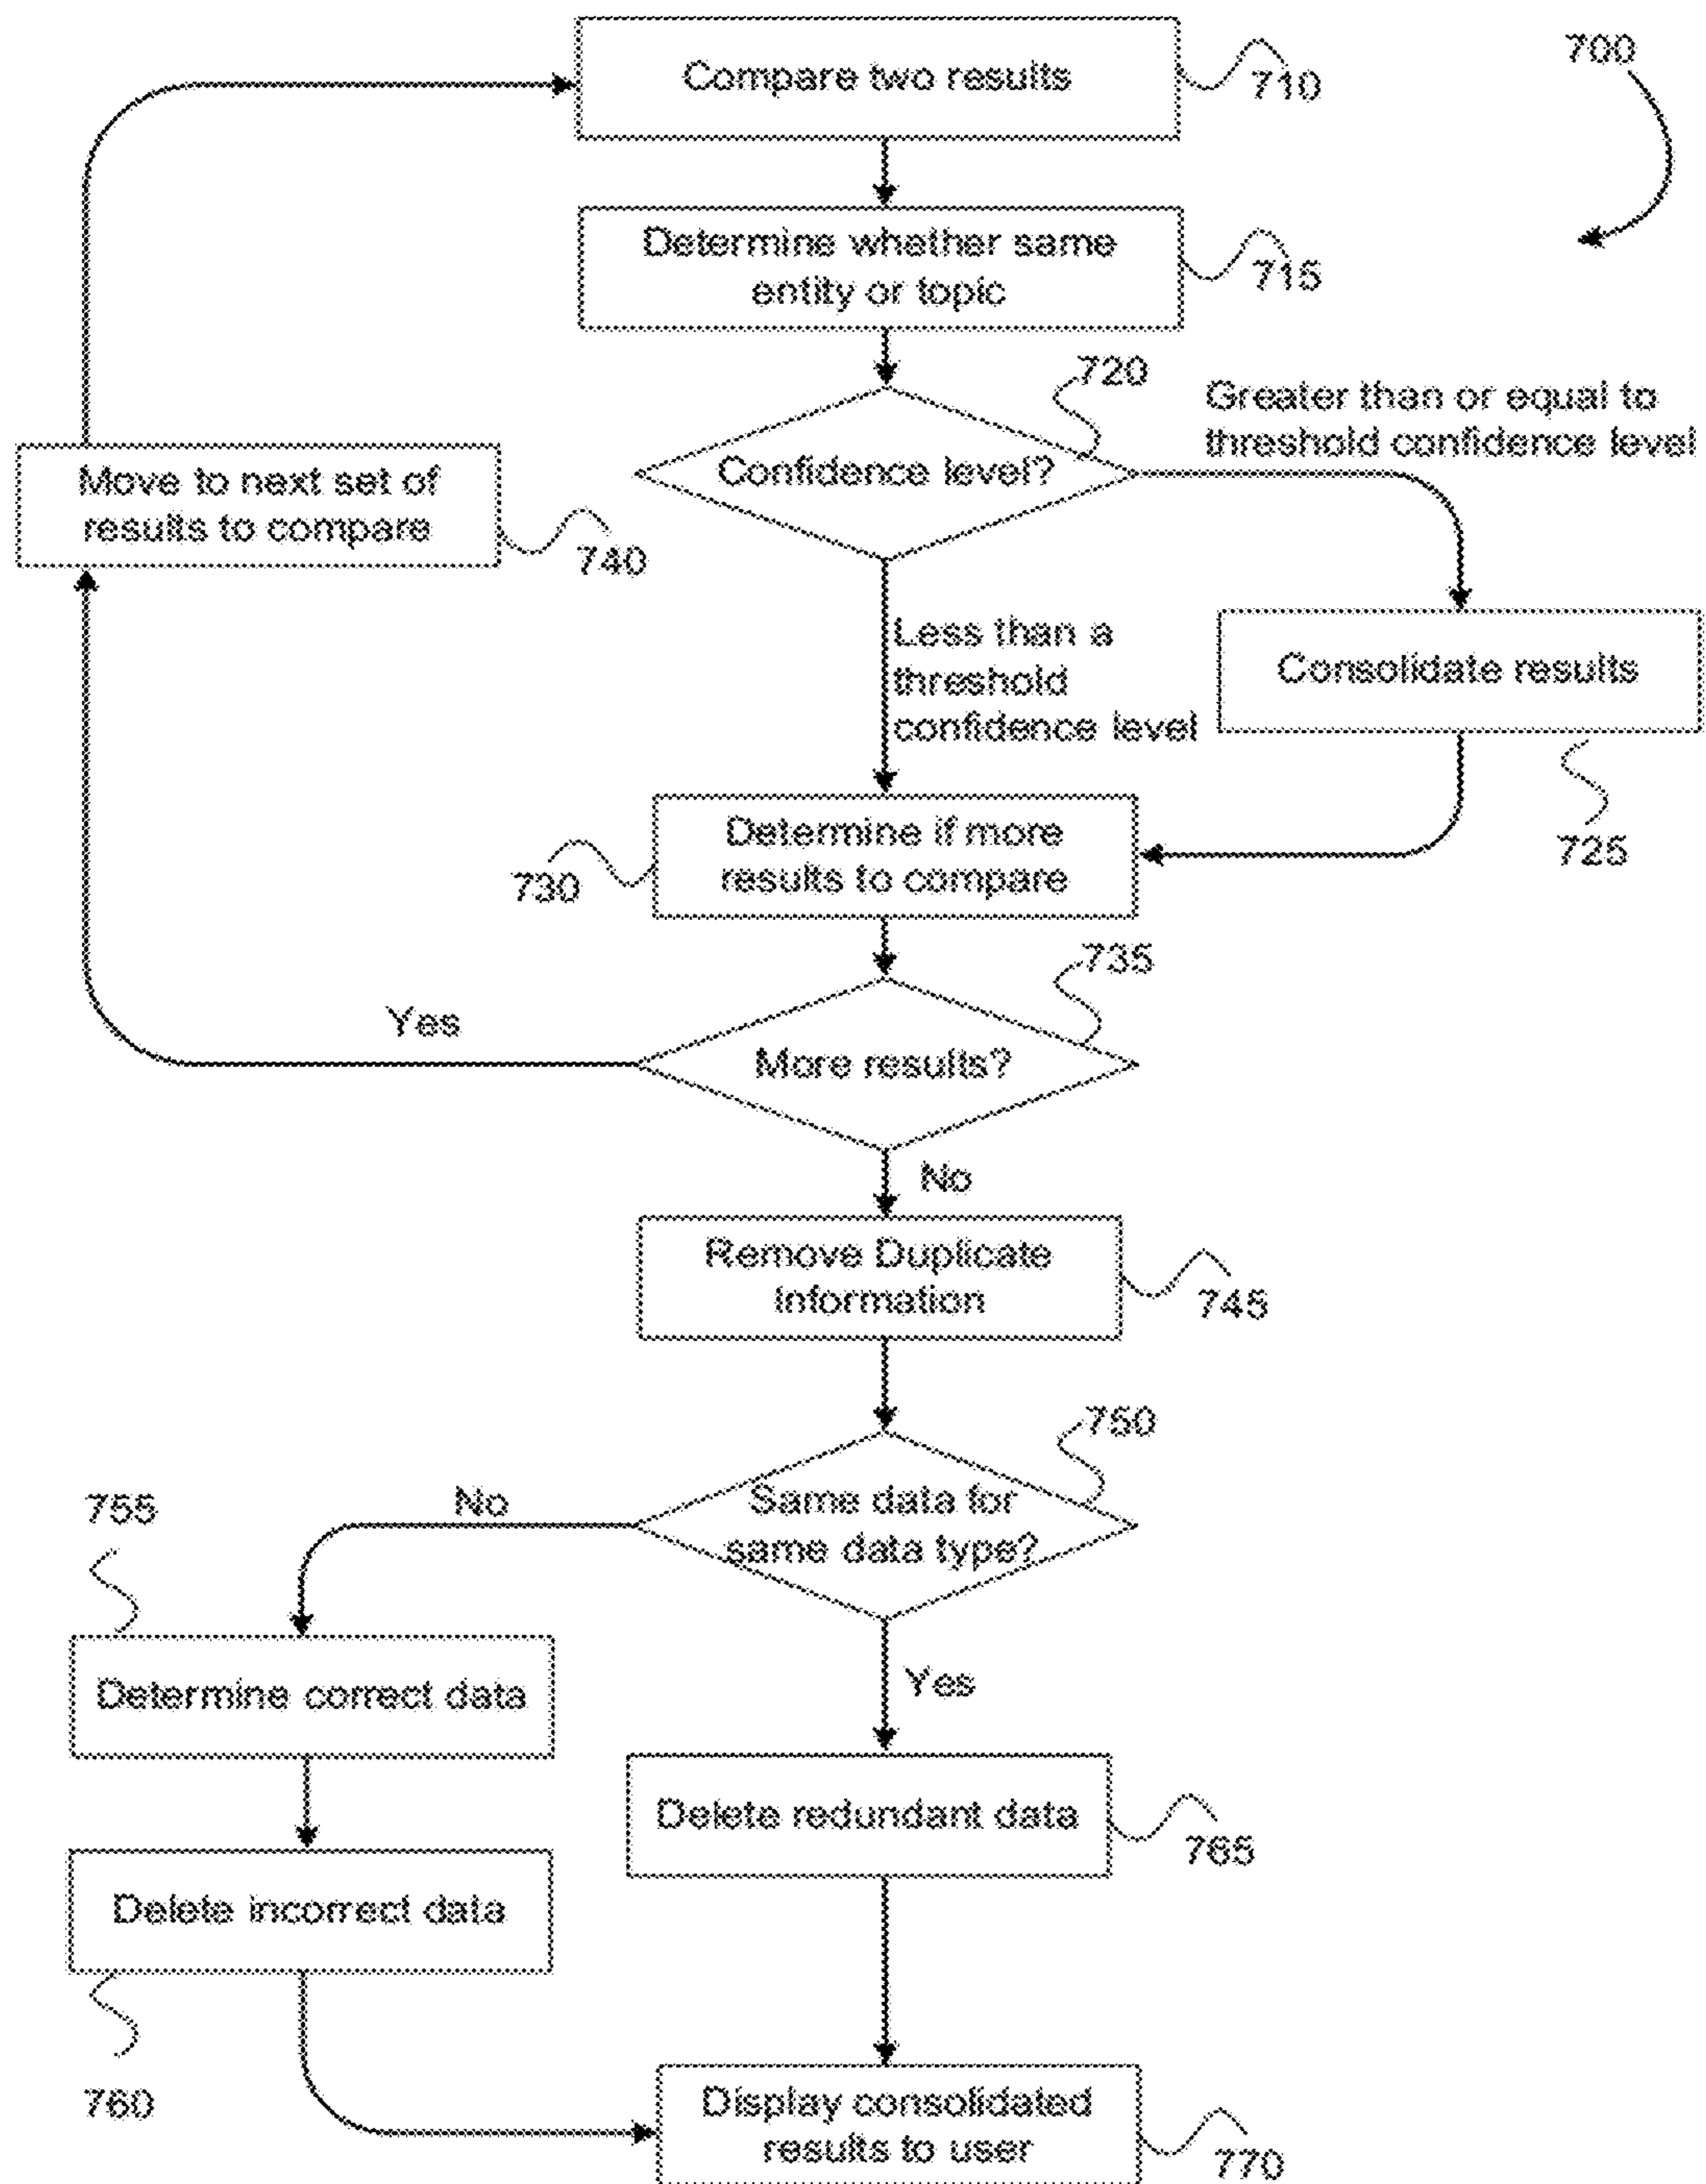 Compare two results
710
700
Determine whether same
entity or topic
715
720
Confidence level?
Greater than or equal to
threshold confidence level
Move to next set of
results to compare
740
Less than a
threshold
confidence level
Consolidate results
725
Determine if more
results to compare
730
735
More results?
Yes
No
Remove Duplicate
Information
745
750
Same data for
same data type?
No
755
Determine correct data
Yes
Delete redundant data
765
Delete incorrect data
760
Display consolidated
results to user
770